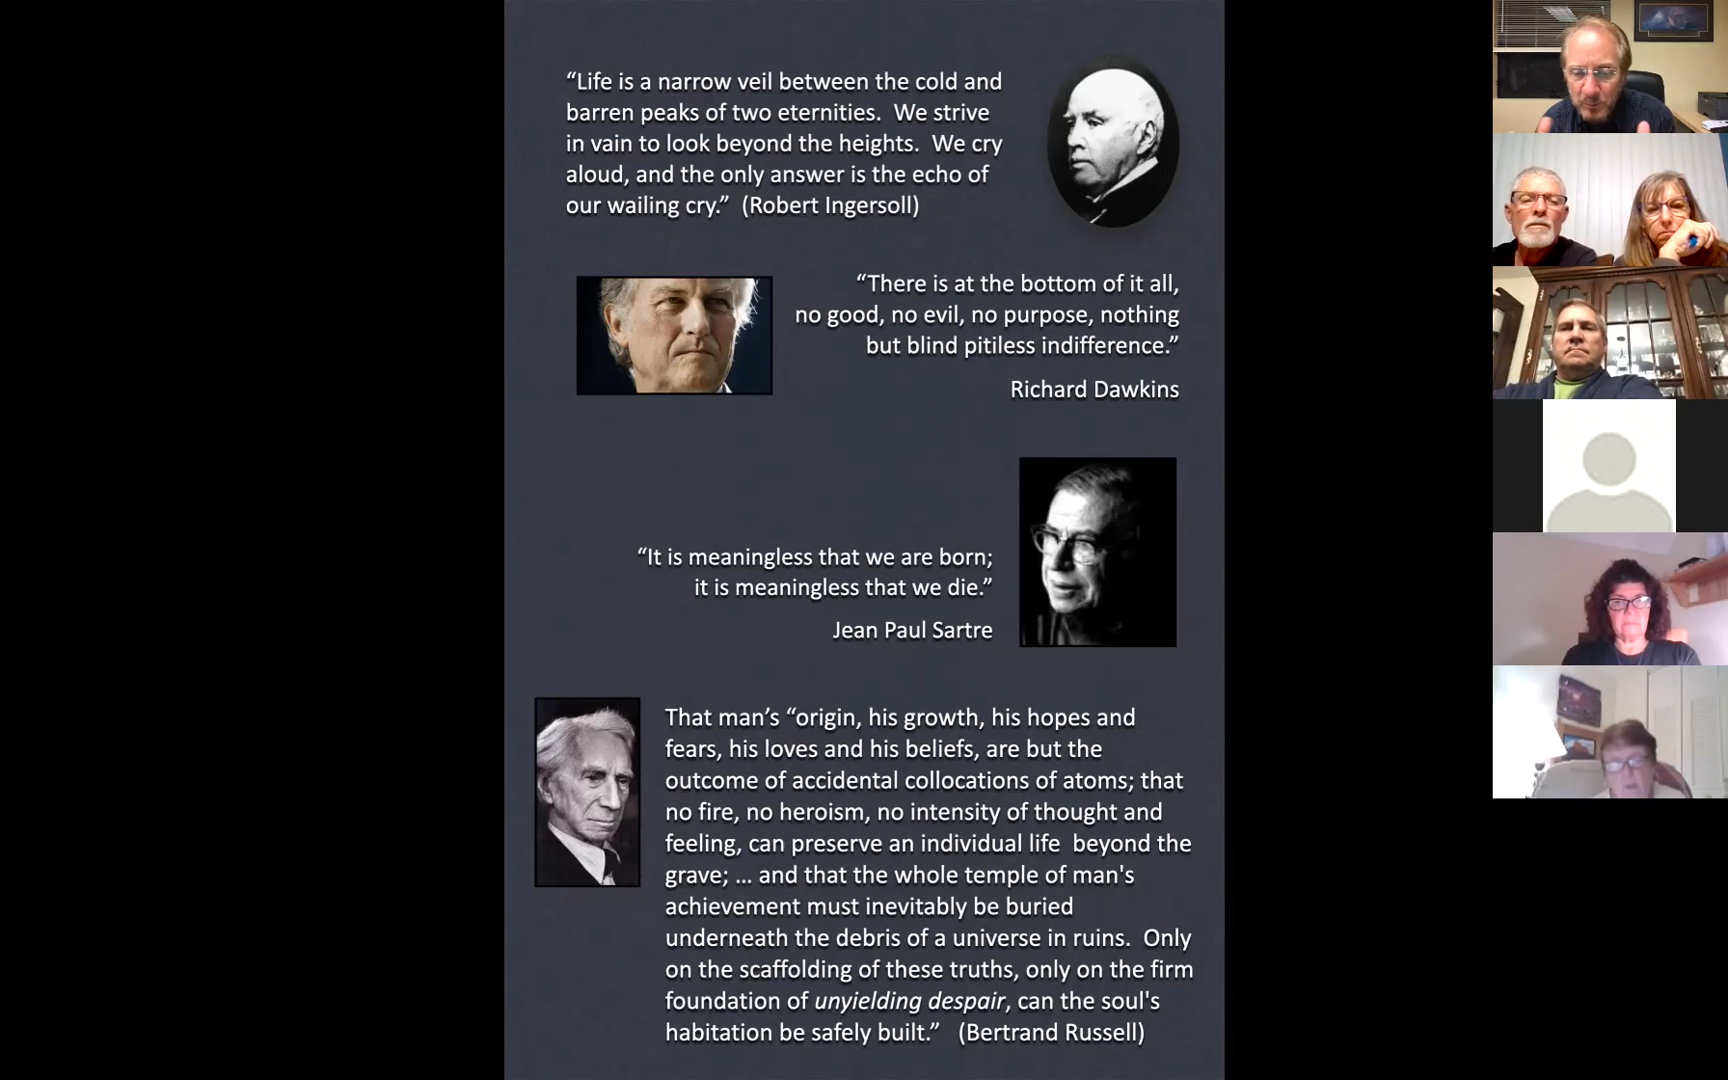 “Life is a narrow veil between the cold and
barren peaks of two eternities.  We strive
in vain to look beyond the heights.  We cry
aloud, and the only answer is the echo of
our wailing cry.”  (Robert Ingersoll)
“There is at the bottom of it all,
no good, no evil, no purpose, nothing
but blind pitiless indifference.”
Richard Dawkins
“It is meaningless that we are born;
it is meaningless that we die.”
Jean Paul Sartre
That man’s “origin, his growth, his hopes and
fears, his loves and his beliefs, are but the
outcome of accidental collocations of atoms; that
no fire, no heroism, no intensity of thought and
feeling, can preserve an individual life  beyond the
grave; … and that the whole temple of man's
achievement must inevitably be buried
underneath the debris of a universe in ruins.  Only
on the scaffolding of these truths, only on the firm
foundation of unyielding despair, can the soul's
habitation be safely built.”   (Bertrand Russell)